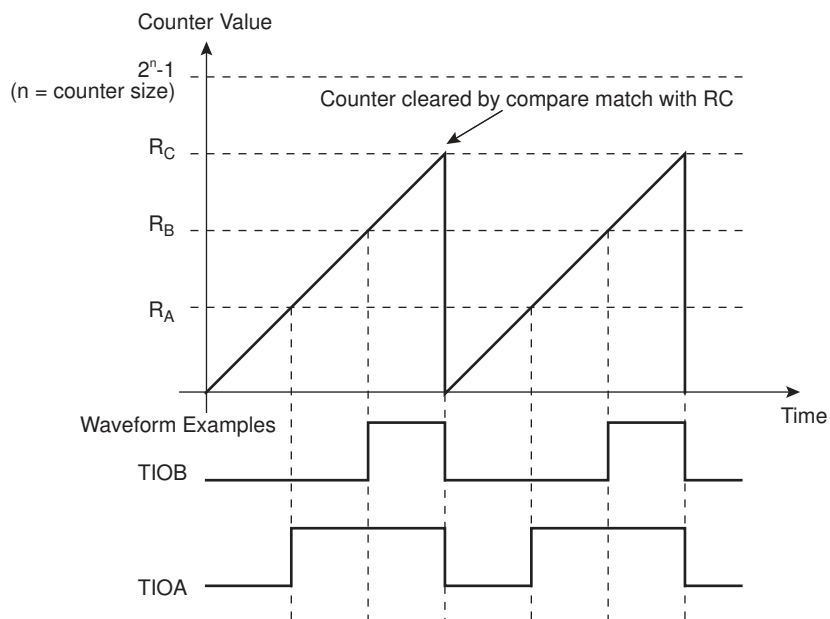 Counter Value
2ⁿ-1
(n = counter size)
Counter cleared by compare match with RC
R_C
R_B
R_A
Time
Waveform Examples
TIOB
TIOA